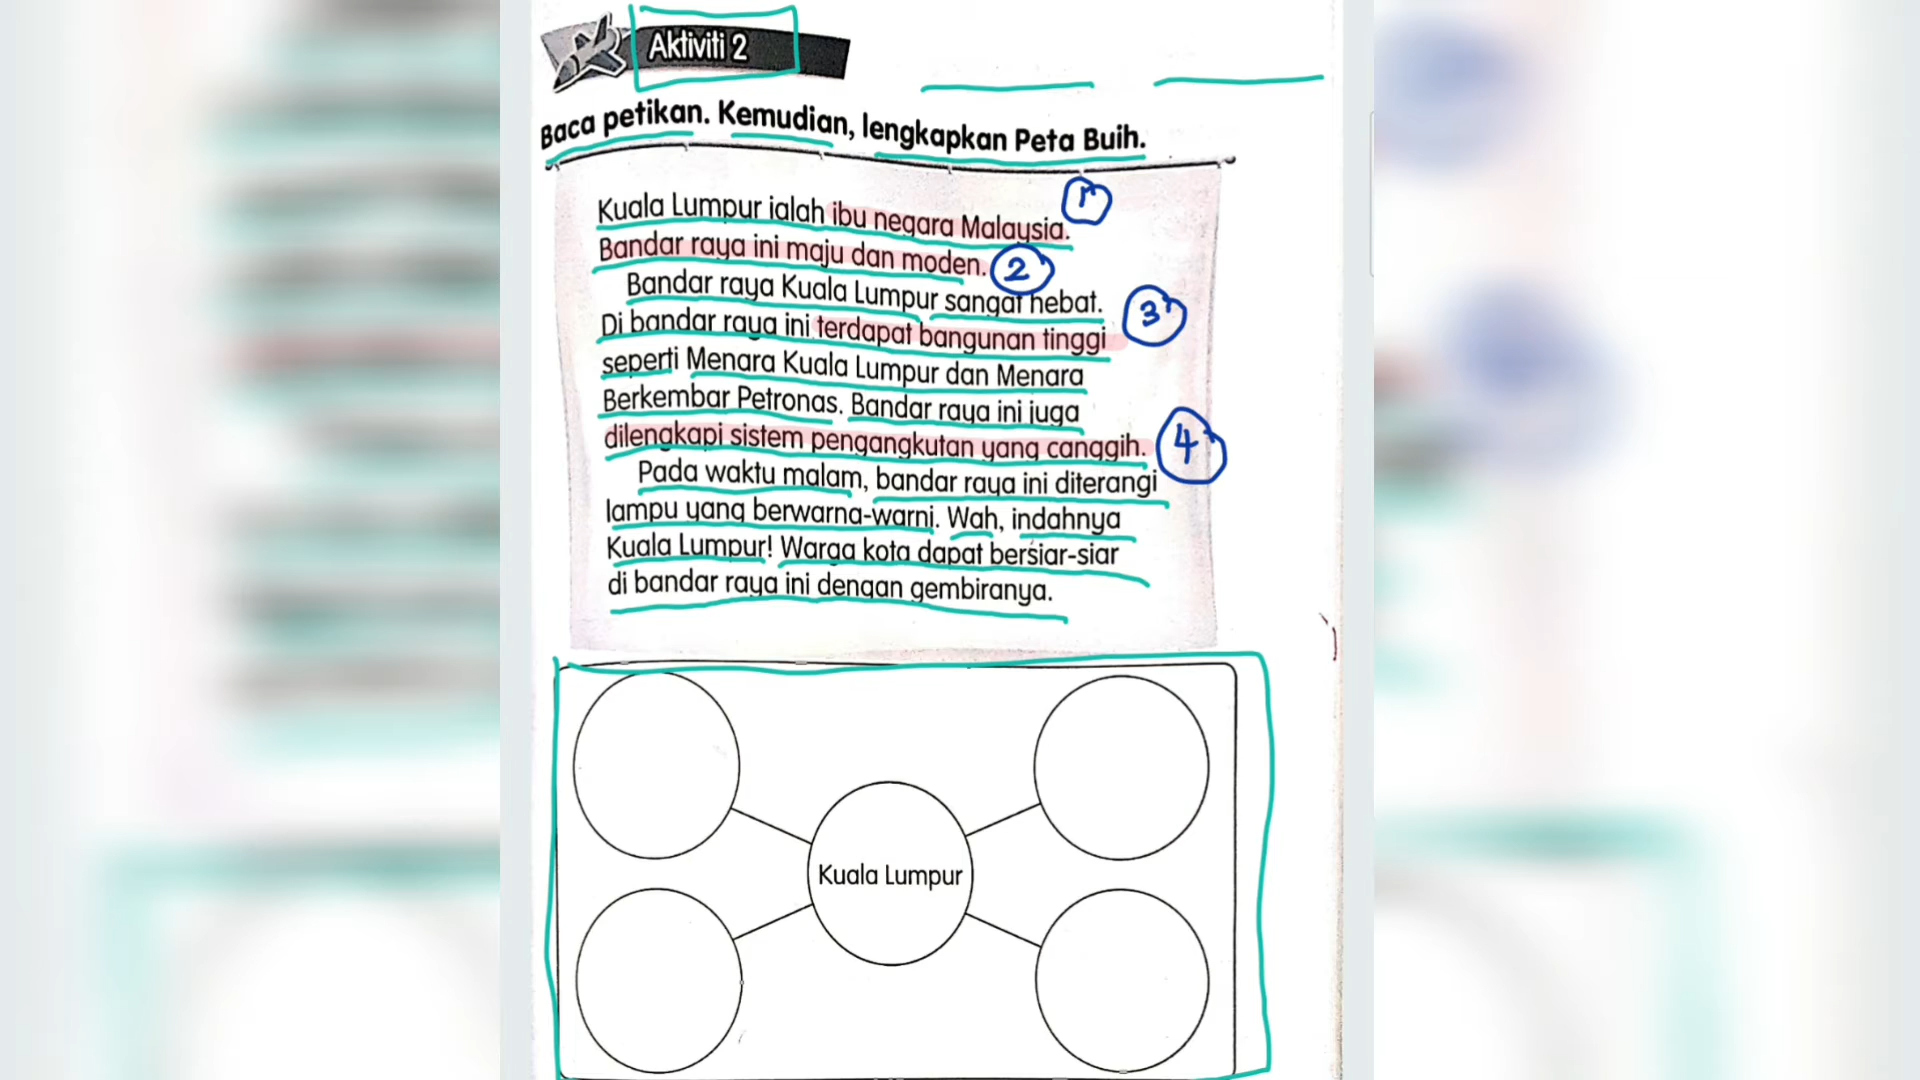 Aktiviti 2
Baca petikan. Kemudian, lengkapkan Peta Buih.
1
Kuala Lumpur ialah ibu negara Malaysia.
Bandar raya ini maju dan moden.
2
Bandar raya Kuala Lumpur sangat hebat.
3
Di bandar raya ini terdapat bangunan tinggi
seperti Menara Kuala Lumpur dan Menara
Berkembar Petronas. Bandar raya ini juga
dilengkapi sistem pengangkutan yang canggih.
4
Pada waktu malam, bandar raya ini diterangi
lampu yang berwarna-warni. Wah, indahnya
Kuala Lumpur! Warga kota dapat bersiar-siar
di bandar raya ini dengan gembiranya.
Kuala Lumpur